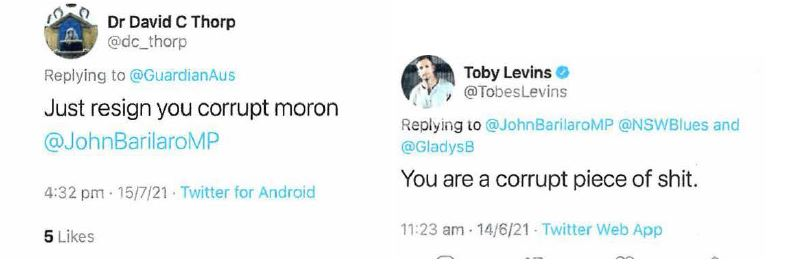 Dr David C Thorp
@dc_thorp
Replying to @GuardianAus
Just resign you corrupt moron
@JohnBarilaroMP
4:32 pm · 15/7/21 · Twitter for Android
5 Likes
Toby Levins
@TobesLevins
Replying to @JohnBarilaroMP @NSWBlues and
@GladysB
You are a corrupt piece of shit.
11:23 am · 14/6/21 · Twitter Web App